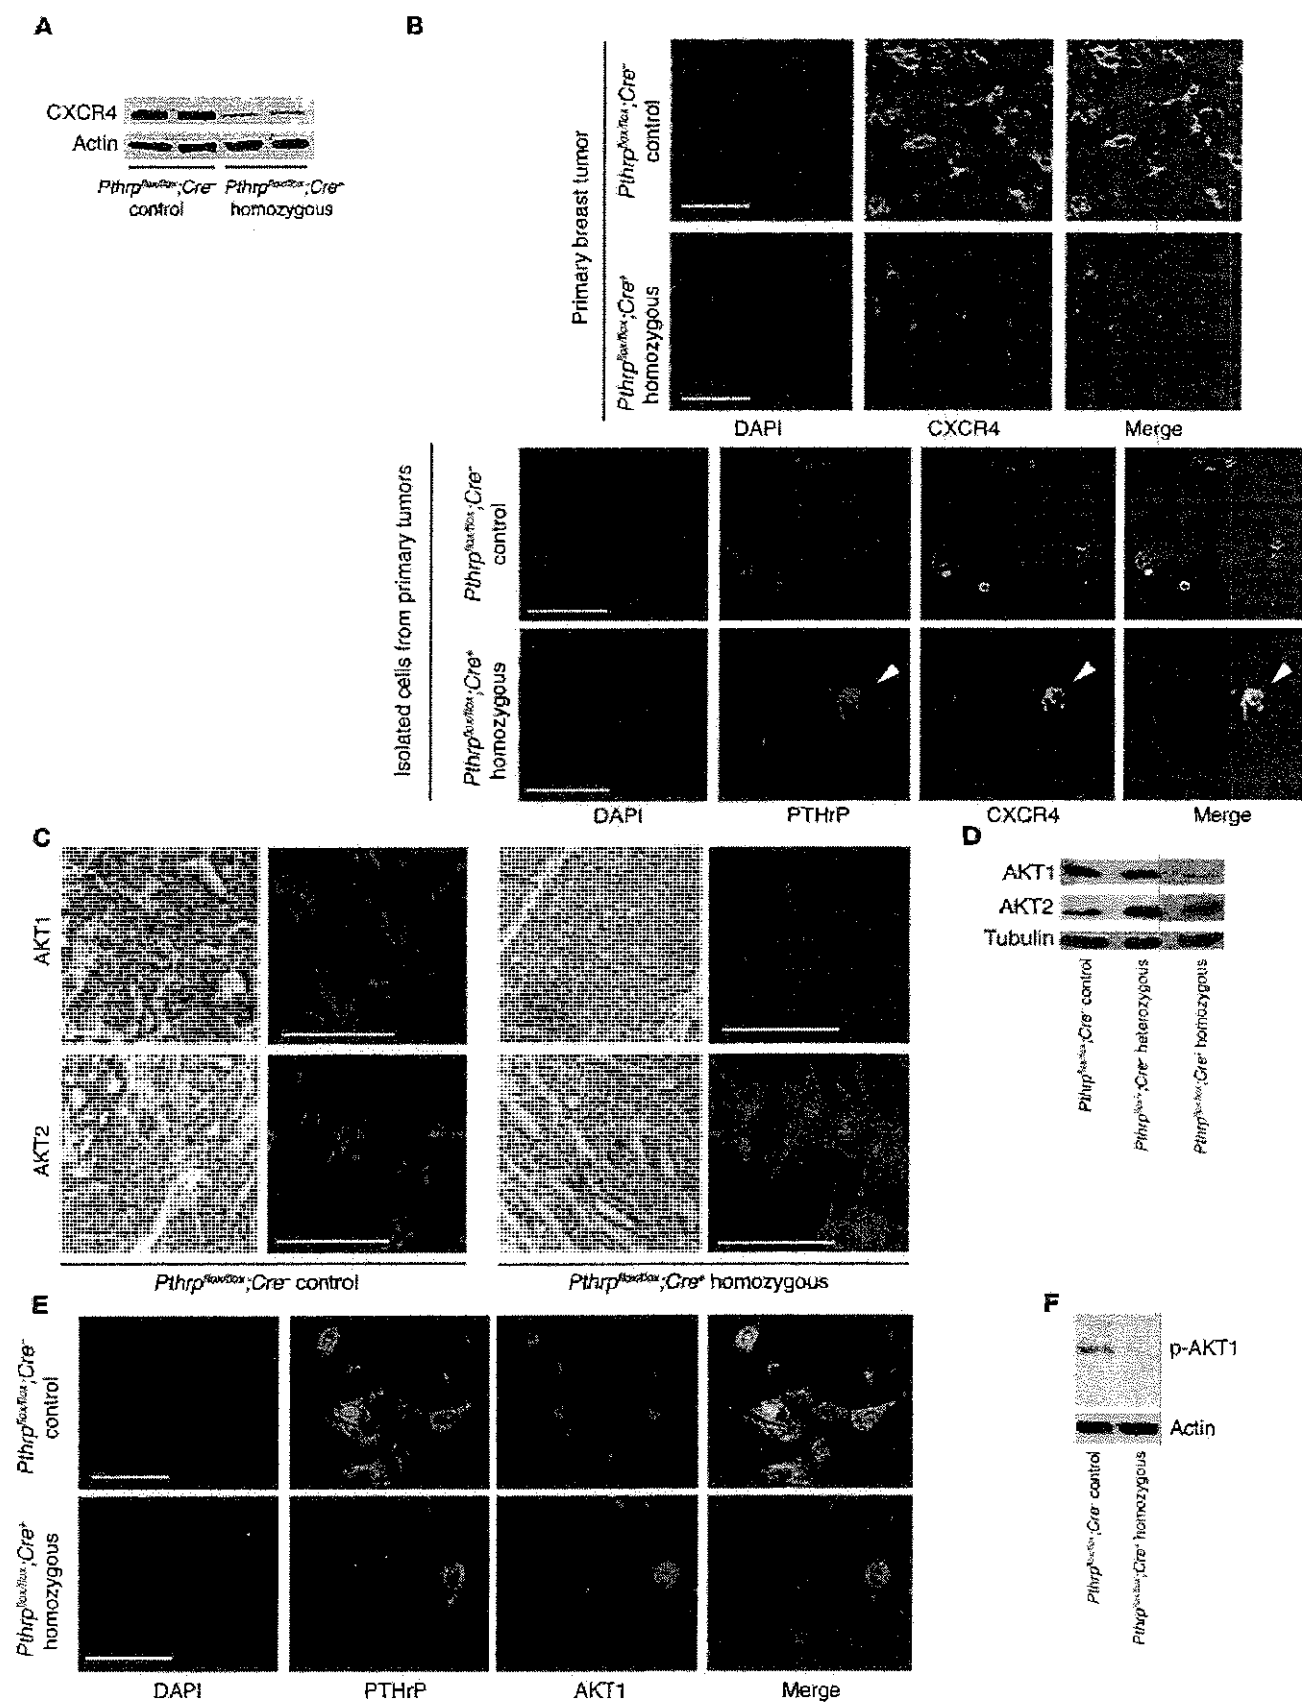 A
CXCR4
Actin
Pthrp^flox/flox;Cre⁻ Pthrp^flox/flox;Cre⁺
control homozygous
B
Primary breast tumor
Pthrp^flox/flox;Cre⁻
control
Pthrp^flox/flox;Cre⁺
homozygous
DAPI CXCR4 Merge
Isolated cells from primary tumors
Pthrp^flox/flox;Cre⁻
control
Pthrp^flox/flox;Cre⁺
homozygous
DAPI PTHrP CXCR4 Merge
C
AKT1
AKT2
Pthrp^flox/flox;Cre⁻ control Pthrp^flox/flox;Cre⁺ homozygous
D
AKT1
AKT2
Tubulin
Pthrp^flox/flox;Cre⁻ control
heterozygous
Pthrp^flox/flox;Cre⁺ homozygous
E
Pthrp^flox/flox;Cre⁻
control
Pthrp^flox/flox;Cre⁺
homozygous
DAPI PTHrP AKT1 Merge
F
p-AKT1
Actin
Pthrp^flox/flox;Cre⁻ control
Pthrp^flox/flox;Cre⁺ homozygous